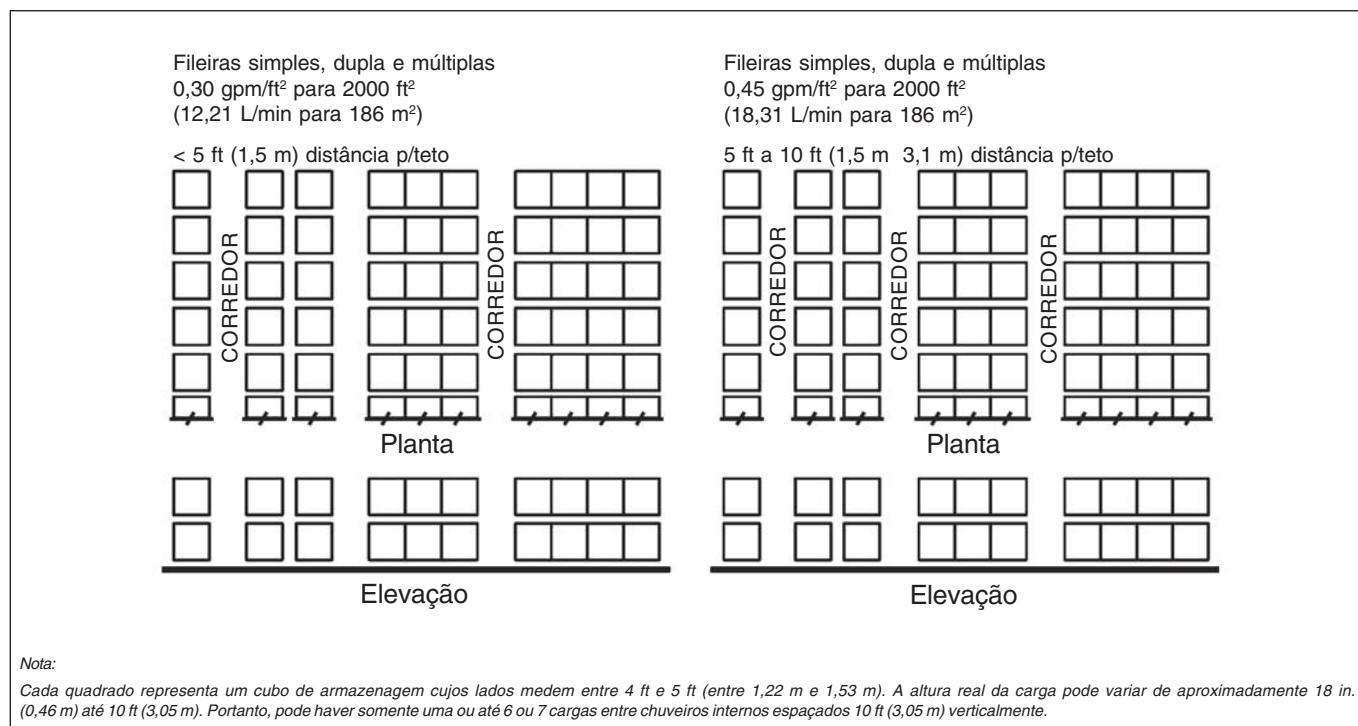 Fileiras simples, dupla e múltiplas
0,30 gpm/ft² para 2000 ft²
(12,21 L/min para 186 m²)
< 5 ft (1,5 m) distância p/teto
CORREDOR
CORREDOR
Planta
Elevação
Fileiras simples, dupla e múltiplas
0,45 gpm/ft² para 2000 ft²
(18,31 L/min para 186 m²)
5 ft a 10 ft (1,5 m 3,1 m) distância p/teto
CORREDOR
CORREDOR
CORREDOR
Planta
Elevação
Nota:
Cada quadrado representa um cubo de armazenagem cujos lados medem entre 4 ft e 5 ft (entre 1,22 m e 1,53 m). A altura real da carga pode variar de aproximadamente 18 in.
(0,46 m) até 10 ft (3,05 m). Portanto, pode haver somente uma ou até 6 ou 7 cargas entre chuveiros internos espaçados 10 ft (3,05 m) verticalmente.